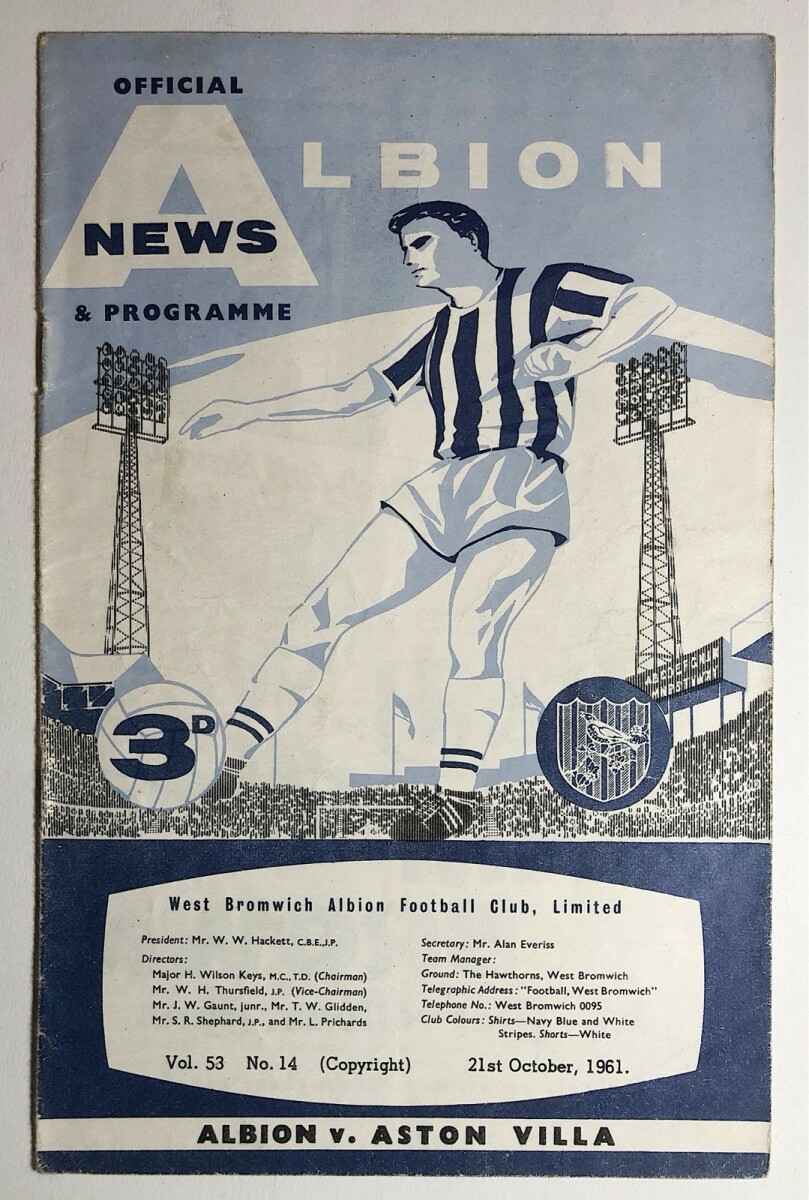 OFFICIAL
ALBION
NEWS
& PROGRAMME
3D
West Bromwich Albion Football Club, Limited
President: Mr. W. W. Hackett, C.B.E.,J.P.
Directors:
Major H. Wilson Keys, M.C., T.D. (Chairman)
Mr. W. H. Thursfield, J.P. (Vice-Chairman)
Mr. J. W. Gaunt, junr., Mr. T. W. Glidden,
Mr. S. R. Shephard, J.P., and Mr. L. Prichards
Secretary: Mr. Alan Everiss
Team Manager:
Ground: The Hawthorns, West Bromwich
Telegraphic Address: "Football, West Bromwich"
Telephone No.: West Bromwich 0095
Club Colours: Shirts—Navy Blue and White
Stripes. Shorts—White
Vol. 53 No. 14 (Copyright) 21st October, 1961.
ALBION v. ASTON VILLA